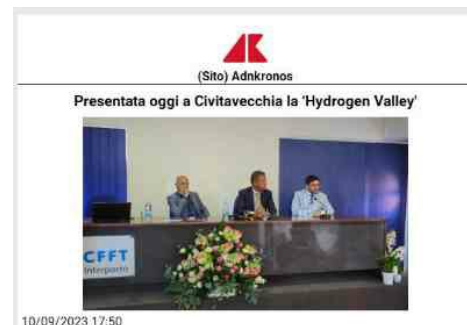 (Sito) Adnkronos
Presentata oggi a Civitavecchia la 'Hydrogen Valley'
CFFT
Interporto
10/09/2023 17:50